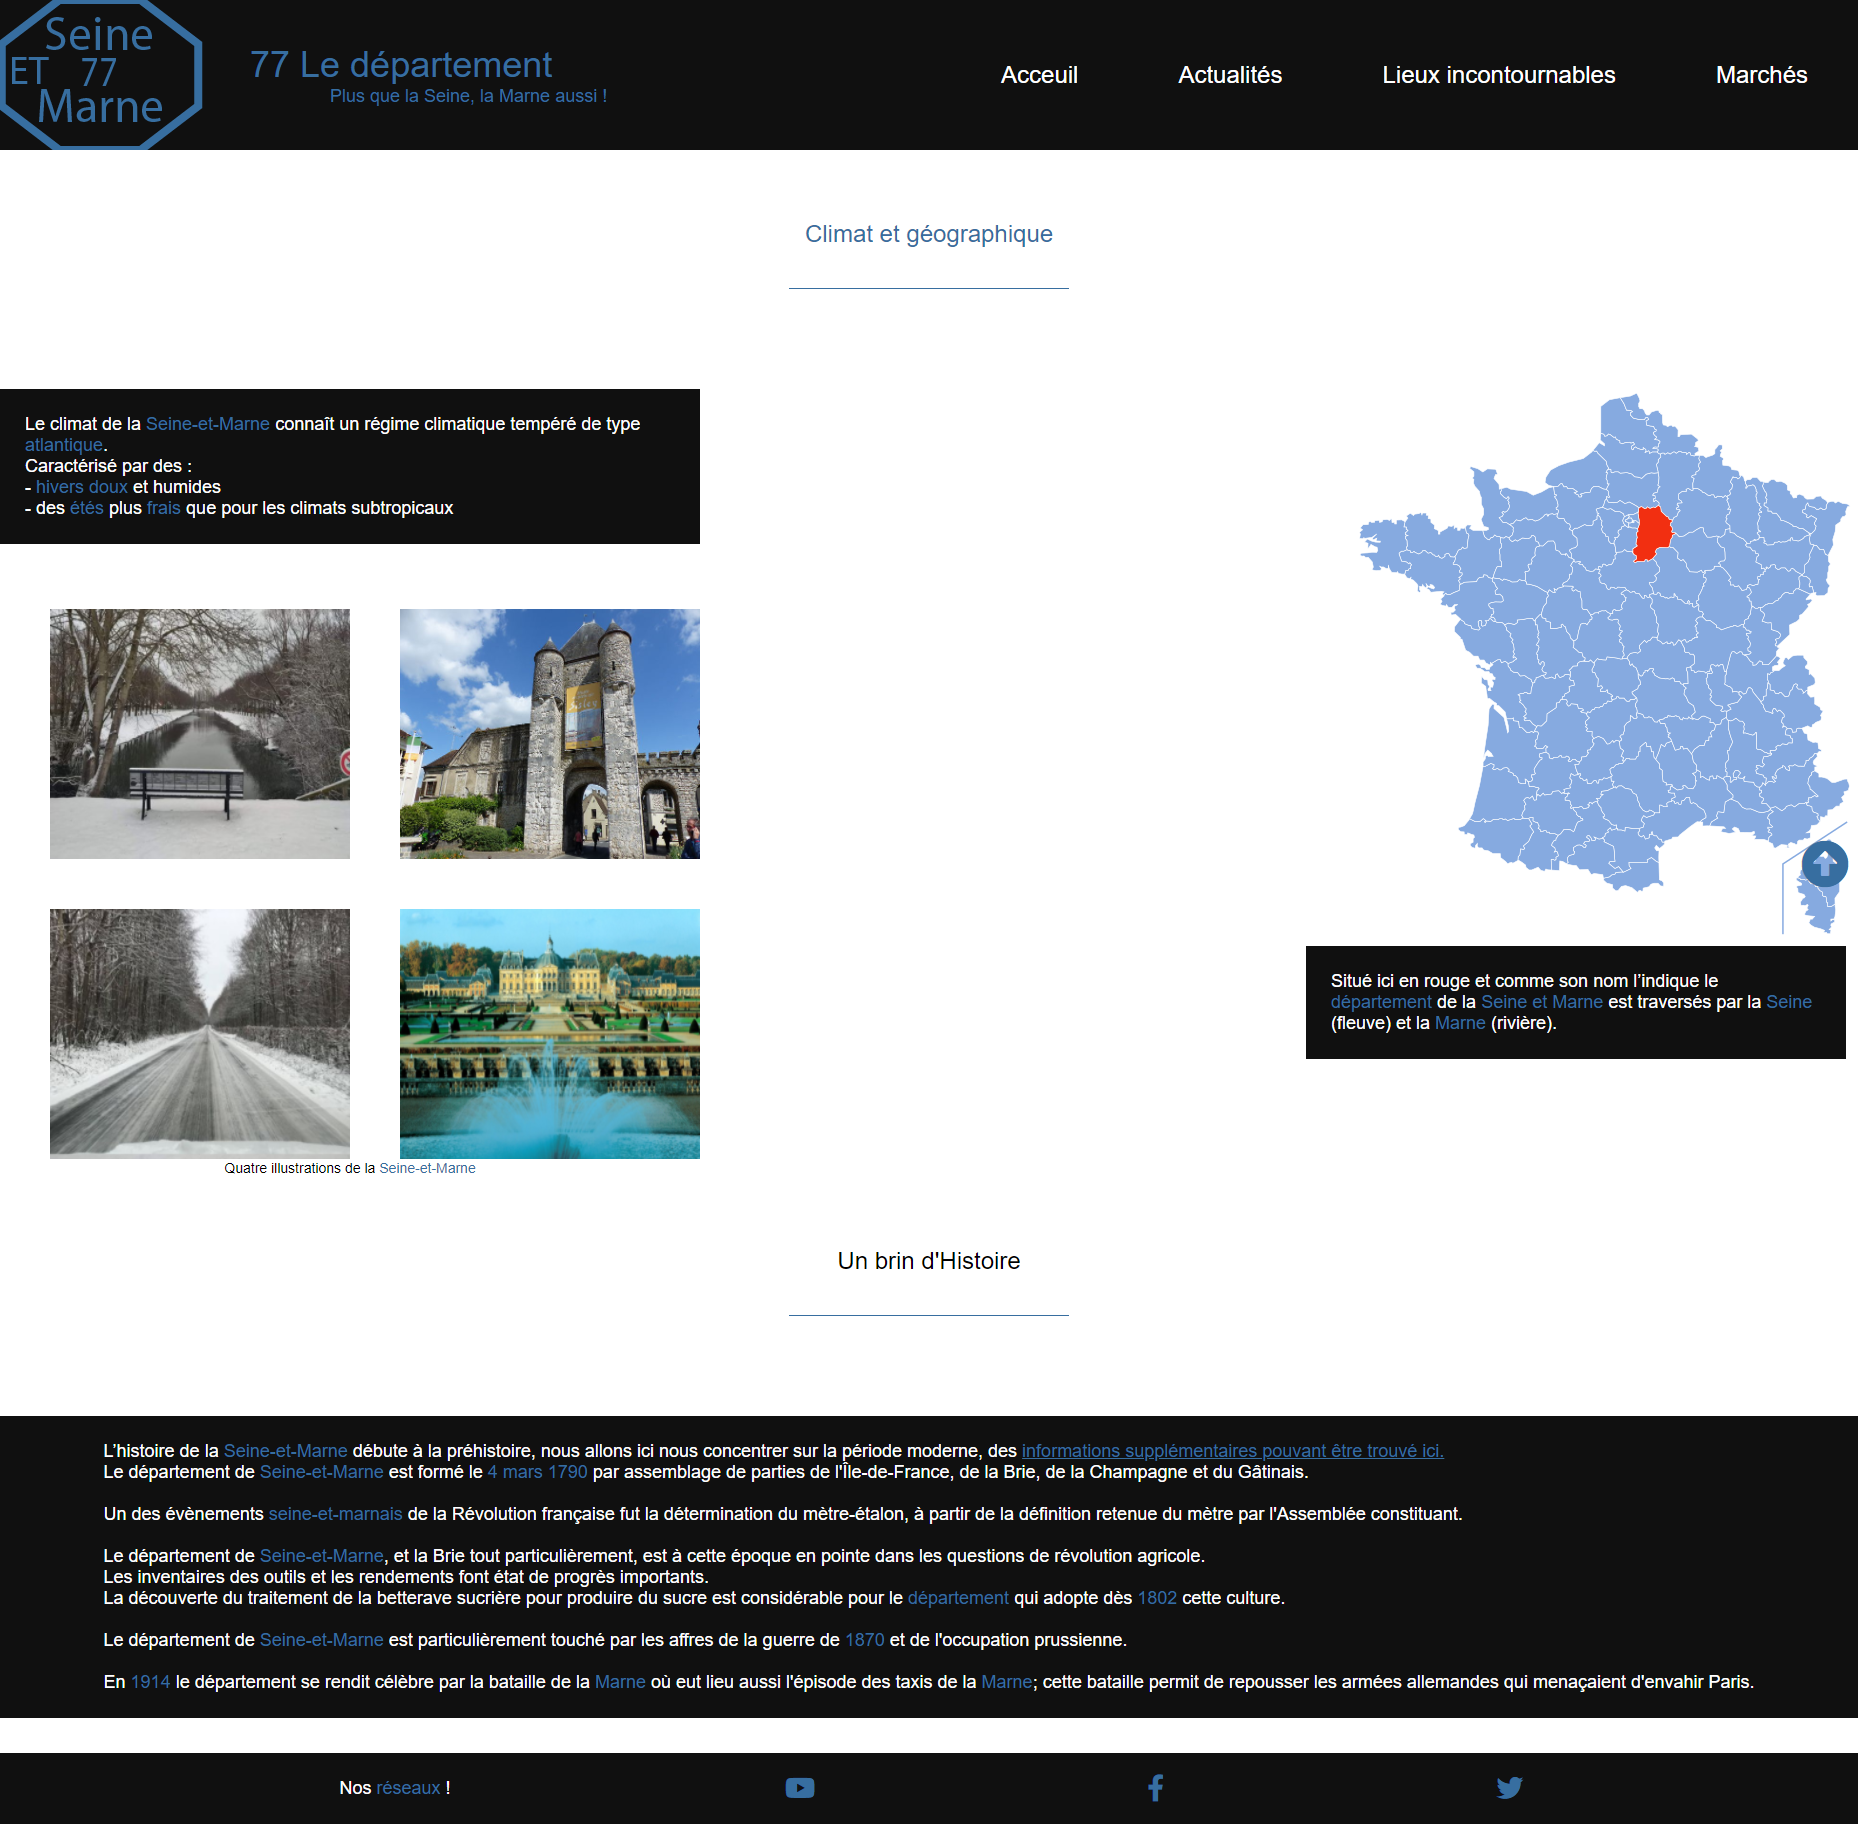 Seine
ET 77
Marne
77 Le département
Plus que la Seine, la Marne aussi !
Acceuil
Actualités
Lieux incontournables
Marchés
Climat et géographique
Le climat de la Seine-et-Marne connaît un régime climatique tempéré de type
atlantique.
Caractérisé par des :
- hivers doux et humides
- des étés plus frais que pour les climats subtropicaux
Quatre illustrations de la Seine-et-Marne
Situé ici en rouge et comme son nom l’indique le
département de la Seine et Marne est traversés par la Seine
(fleuve) et la Marne (rivière).
Un brin d'Histoire
L’histoire de la Seine-et-Marne débute à la préhistoire, nous allons ici nous concentrer sur la période moderne, des informations supplémentaires pouvant être trouvé ici.
Le département de Seine-et-Marne est formé le 4 mars 1790 par assemblage de parties de l'Île-de-France, de la Brie, de la Champagne et du Gâtinais.
Un des évènements seine-et-marnais de la Révolution française fut la détermination du mètre-étalon, à partir de la définition retenue du mètre par l'Assemblée constituant.
Le département de Seine-et-Marne, et la Brie tout particulièrement, est à cette époque en pointe dans les questions de révolution agricole.
Les inventaires des outils et les rendements font état de progrès importants.
La découverte du traitement de la betterave sucrière pour produire du sucre est considérable pour le département qui adopte dès 1802 cette culture.
Le département de Seine-et-Marne est particulièrement touché par les affres de la guerre de 1870 et de l'occupation prussienne.
En 1914 le département se rendit célèbre par la bataille de la Marne où eut lieu aussi l'épisode des taxis de la Marne; cette bataille permit de repousser les armées allemandes qui menaçaient d'envahir Paris.
Nos réseaux !